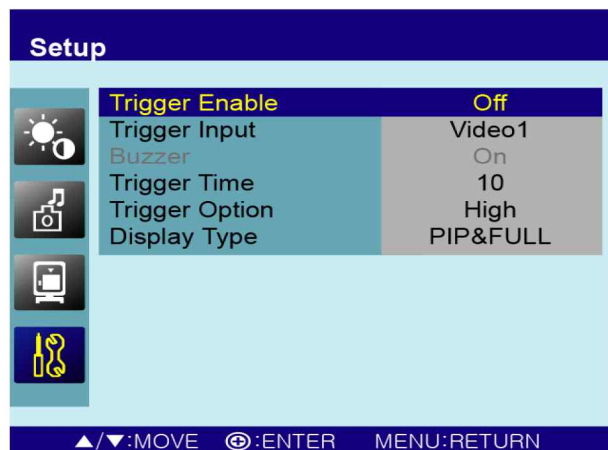 Setup
Trigger Enable Off
Trigger Input Video1
Buzzer On
Trigger Time 10
Trigger Option High
Display Type PIP&FULL
▲/▼:MOVE ⊕:ENTER MENU:RETURN